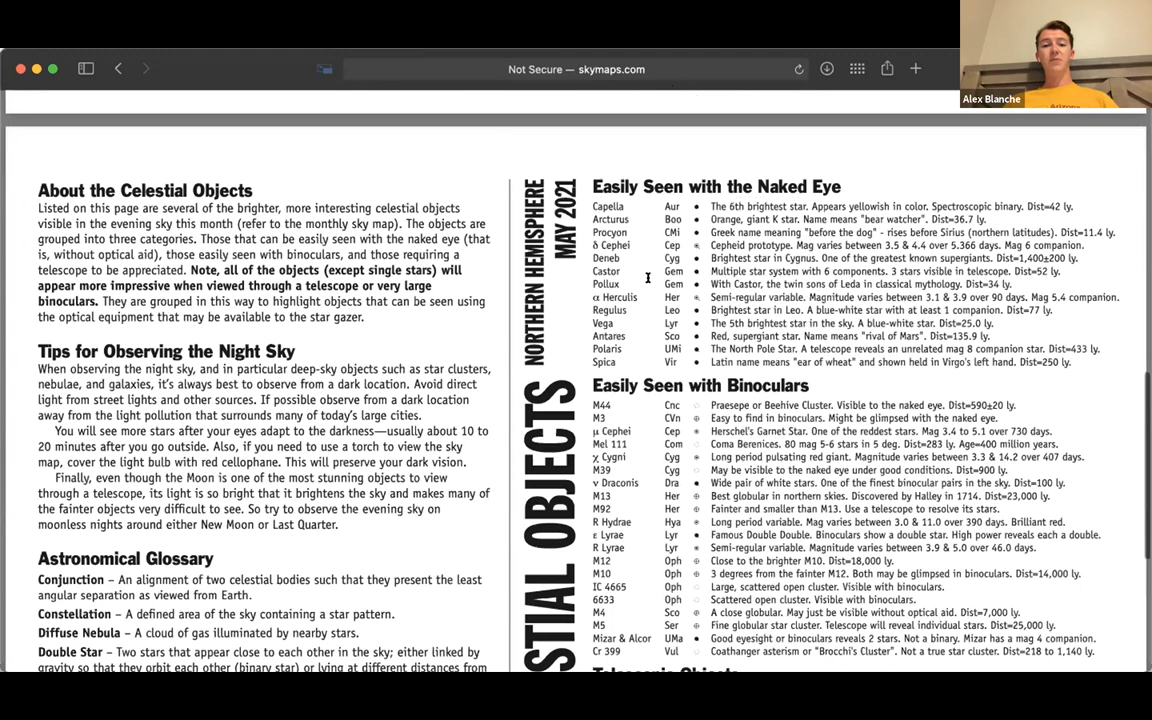 Not Secure — skymaps.com
Alex Blanche
Arizona
About the Celestial Objects
Listed on this page are several of the brighter, more interesting celestial objects
visible in the evening sky this month (refer to the monthly sky map). The objects are
grouped into three categories. Those that can be easily seen with the naked eye (that
is, without optical aid), those easily seen with binoculars, and those requiring a
telescope to be appreciated. Note, all of the objects (except single stars) will
appear more impressive when viewed through a telescope or very large
binoculars. They are grouped in this way to highlight objects that can be seen using
the optical equipment that may be available to the star gazer.
Tips for Observing the Night Sky
When observing the night sky, and in particular deep-sky objects such as star clusters,
nebulae, and galaxies, it’s always best to observe from a dark location. Avoid direct
light from street lights and other sources. If possible observe from a dark location
away from the light pollution that surrounds many of today’s large cities.
You will see more stars after your eyes adapt to the darkness—usually about 10 to
20 minutes after you go outside. Also, if you need to use a torch to view the sky
map, cover the light bulb with red cellophane. This will preserve your dark vision.
Finally, even though the Moon is one of the most stunning objects to view
through a telescope, its light is so bright that it brightens the sky and makes many of
the fainter objects very difficult to see. So try to observe the evening sky on
moonless nights around either New Moon or Last Quarter.
Astronomical Glossary
Conjunction – An alignment of two celestial bodies such that they present the least
angular separation as viewed from Earth.
Constellation – A defined area of the sky containing a star pattern.
Diffuse Nebula – A cloud of gas illuminated by nearby stars.
Double Star – Two stars that appear close to each other in the sky; either linked by
gravity so that they orbit each other (binary star) or lying at different distances from
STIAL OBJECTS
NORTHERN HEMISPHERE
MAY 2021
Easily Seen with the Naked Eye
Capella Aur ● The 6th brightest star. Appears yellowish in color. Spectroscopic binary. Dist=42 ly.
Arcturus Boo ● Orange, giant K star. Name means "bear watcher". Dist=36.7 ly.
Procyon CMi ● Greek name meaning "before the dog" - rises before Sirius (northern latitudes). Dist=11.4 ly.
δ Cephei Cep Cepheid prototype. Mag varies between 3.5 & 4.4 over 5.366 days. Mag 6 companion.
Deneb Cyg ● Brightest star in Cygnus. One of the greatest known supergiants. Dist=1,400±200 ly.
Castor Gem ● Multiple star system with 6 components. 3 stars visible in telescope. Dist=52 ly.
Pollux Gem ● With Castor, the twin sons of Leda in classical mythology. Dist=34 ly.
α Herculis Her Semi-regular variable. Magnitude varies between 3.1 & 3.9 over 90 days. Mag 5.4 companion.
Regulus Leo ● Brightest star in Leo. A blue-white star with at least 1 companion. Dist=77 ly.
Vega Lyr ● The 5th brightest star in the sky. A blue-white star. Dist=25.0 ly.
Antares Sco ● Red, supergiant star. Name means "rival of Mars". Dist=135.9 ly.
Polaris UMi ● The North Pole Star. A telescope reveals an unrelated mag 8 companion star. Dist=433 ly.
Spica Vir ● Latin name means "ear of wheat" and shown held in Virgo's left hand. Dist=250 ly.
Easily Seen with Binoculars
M44 Cnc Praesepe or Beehive Cluster. Visible to the naked eye. Dist=590±20 ly.
M3 CVn ⊕ Easy to find in binoculars. Might be glimpsed with the naked eye.
μ Cephei Cep Herschel's Garnet Star. One of the reddest stars. Mag 3.4 to 5.1 over 730 days.
Mel 111 Com Coma Berenices. 80 mag 5-6 stars in 5 deg. Dist=283 ly. Age=400 million years.
χ Cygni Cyg Long period pulsating red giant. Magnitude varies between 3.3 & 14.2 over 407 days.
M39 Cyg May be visible to the naked eye under good conditions. Dist=900 ly.
ν Draconis Dra ● Wide pair of white stars. One of the finest binocular pairs in the sky. Dist=100 ly.
M13 Her ⊕ Best globular in northern skies. Discovered by Halley in 1714. Dist=23,000 ly.
M92 Her ⊕ Fainter and smaller than M13. Use a telescope to resolve its stars.
R Hydrae Hya Long period variable. Mag varies between 3.0 & 11.0 over 390 days. Brilliant red.
ε Lyrae Lyr ● Famous Double Double. Binoculars show a double star. High power reveals each a double.
R Lyrae Lyr Semi-regular variable. Magnitude varies between 3.9 & 5.0 over 46.0 days.
M12 Oph ⊕ Close to the brighter M10. Dist=18,000 ly.
M10 Oph ⊕ 3 degrees from the fainter M12. Both may be glimpsed in binoculars. Dist=14,000 ly.
IC 4665 Oph Large, scattered open cluster. Visible with binoculars.
6633 Oph Scattered open cluster. Visible with binoculars.
M4 Sco ⊕ A close globular. May just be visible without optical aid. Dist=7,000 ly.
M5 Ser ⊕ Fine globular star cluster. Telescope will reveal individual stars. Dist=25,000 ly.
Mizar & Alcor UMa ● Good eyesight or binoculars reveals 2 stars. Not a binary. Mizar has a mag 4 companion.
Cr 399 Vul Coathanger asterism or "Brocchi's Cluster". Not a true star cluster. Dist=218 to 1,140 ly.
Telescopic Objects